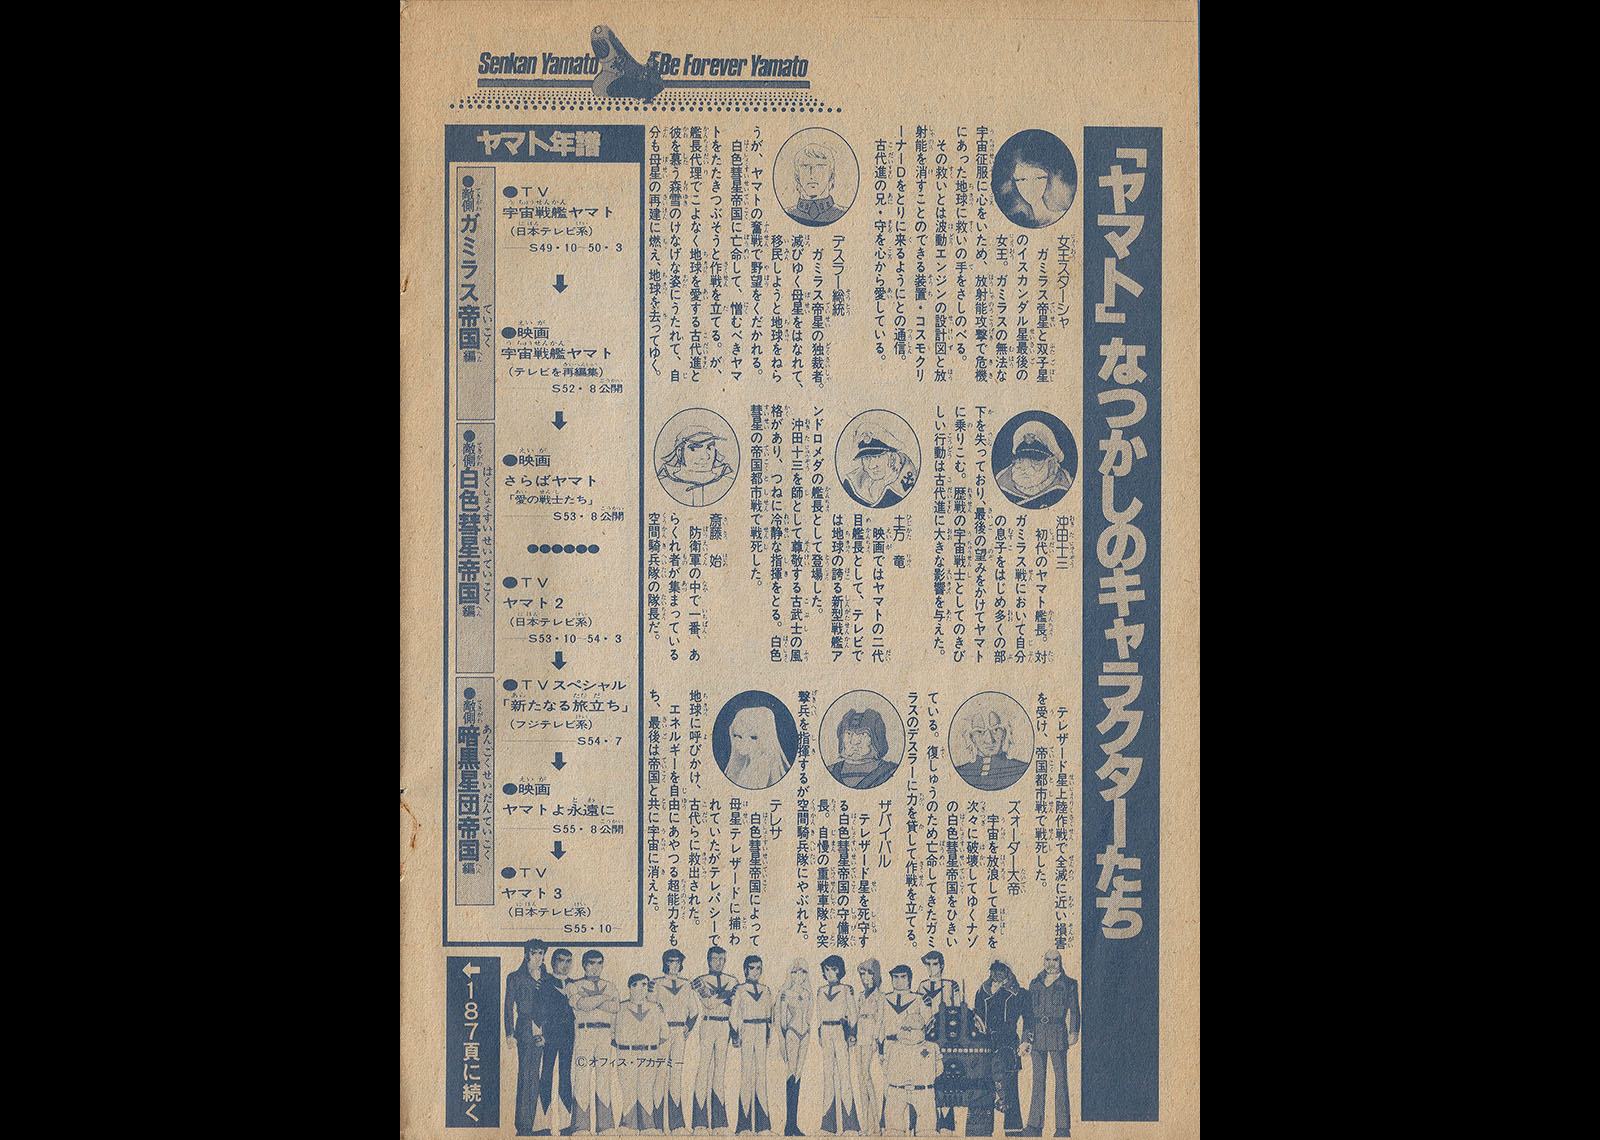 Senkan Yamato Be Forever Yamato
「ヤマト」なつかしのキャラクターたち
女王スターシャ
ガミラス帝星と双子星
のイスカンダル星最後の
女王。ガミラスの無法な
宇宙征服に心をいため、放射能攻撃で危機
にあった地球に救いの手をさしのべる。
その救いとは波動エンジンの設計図と放
射能を消すことのできる装置・コスモクリ
ーナーDをとりに来るようにとの通信。
古代進の兄・守を心から愛している。
デスラー総統
ガミラス帝星の独裁者。
滅びゆく母星をはなれて、
移民しようと地球をねら
うが、ヤマトの奮戦で野望をくだかれる。
白色彗星帝国に亡命して、憎むべきヤマ
トをたたきつぶそうと作戦を立てる。が、
艦長代理でこよなく地球を愛する古代進と
彼を慕う森雪のけなげな姿にうたれて、自
分も母星の再建に燃え、地球を去ってゆく。
沖田十三
初代のヤマト艦長。対
ガミラス戦において自分
の息子をはじめ多くの部
下を失っており、最後の望みをかけてヤマト
に乗りこむ。歴戦の宇宙戦士としてのきび
しい行動は古代進に大きな影響を与えた。
土方 竜
映画ではヤマトの二代
目艦長として、テレビで
は地球の誇る新型戦艦ア
ンドロメダの艦長として登場した。
沖田十三を師として尊敬する古武士の風
格があり、つねに冷静な指揮をとる。白色
彗星の帝国都市戦で戦死した。
斎藤 始
防衛軍の中で一番、あ
らくれ者が集まっている
空間騎兵隊の隊長だ。
テレザード星上陸作戦で全滅に近い損害
を受け、帝国都市戦で戦死した。
ズォーダー大帝
宇宙を放浪して星々を
次々に破壊してゆくナゾ
の白色彗星帝国をひきい
ている。復しゅうのため亡命してきたガミ
ラスのデスラーに力を貸して作戦を立てる。
ザバイバル
テレザード星を死守す
る白色彗星帝国の守備隊
長。自慢の重戦車隊と突
撃兵を指揮するが空間騎兵隊にやぶれた。
テレサ
白色彗星帝国によって
母星テレザードに捕わ
れていたがテレパシーで
地球に呼びかけ、古代らに救出された。
エネルギーを自由にあやつる超能力をも
ち、最後は帝国と共に宇宙に消えた。
ヤマト年譜
●敵側ガミラス帝国編
●TV
宇宙戦艦ヤマト
(日本テレビ系)
S49・10~50・3
●映画
宇宙戦艦ヤマト
(テレビを再編集)
S52・8公開
●敵側白色彗星帝国編
●映画
さらばヤマト
「愛の戦士たち」
S53・8公開
●●●●●●
●TV
ヤマト2
(日本テレビ系)
S53・10~54・3
●敵側暗黒星団帝国編
●TVスペシャル
「新たなる旅立ち」
(フジテレビ系)
S54・7
●映画
ヤマトよ永遠に
S55・8公開
●TV
ヤマト3
(日本テレビ系)
S55・10~
Ⓒオフィス・アカデミー
←187頁に続く